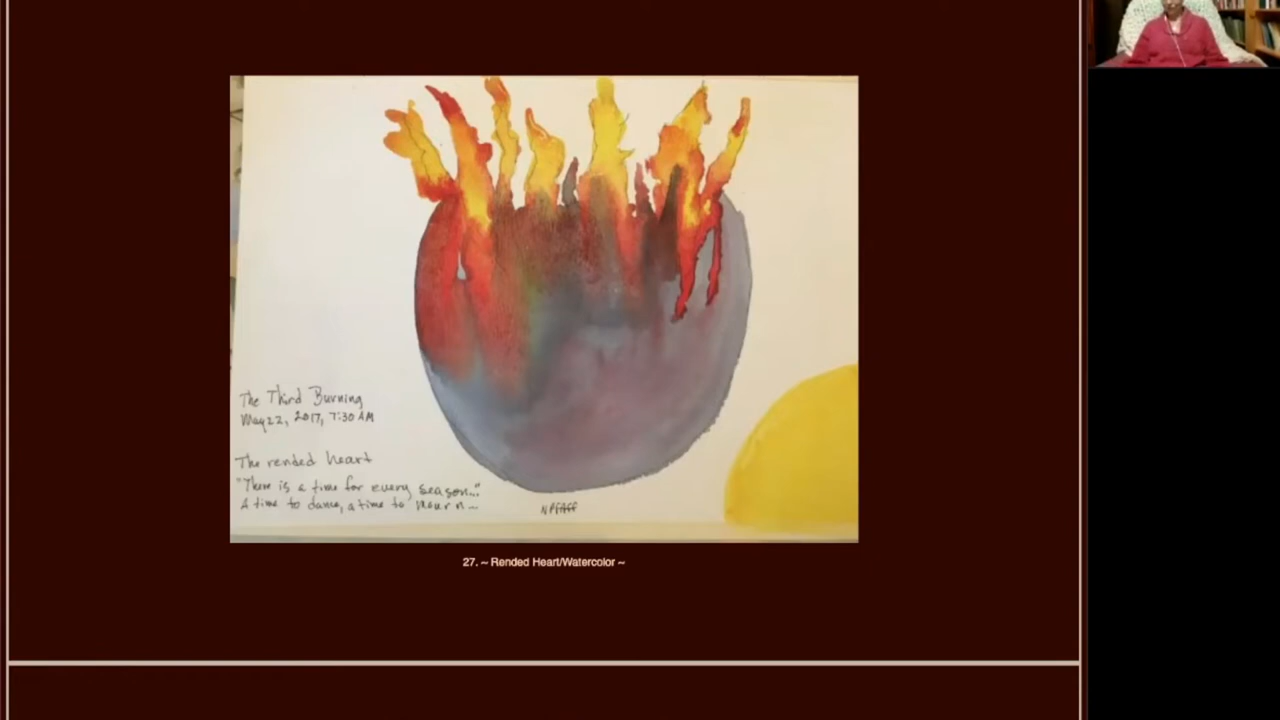 The Third Burning
May 22, 2017, 7:30 AM
The rended heart
"There is a time for every season..."
A time to dance, a time to mourn...
NPFAFF
27. ~ Rended Heart/Watercolor ~